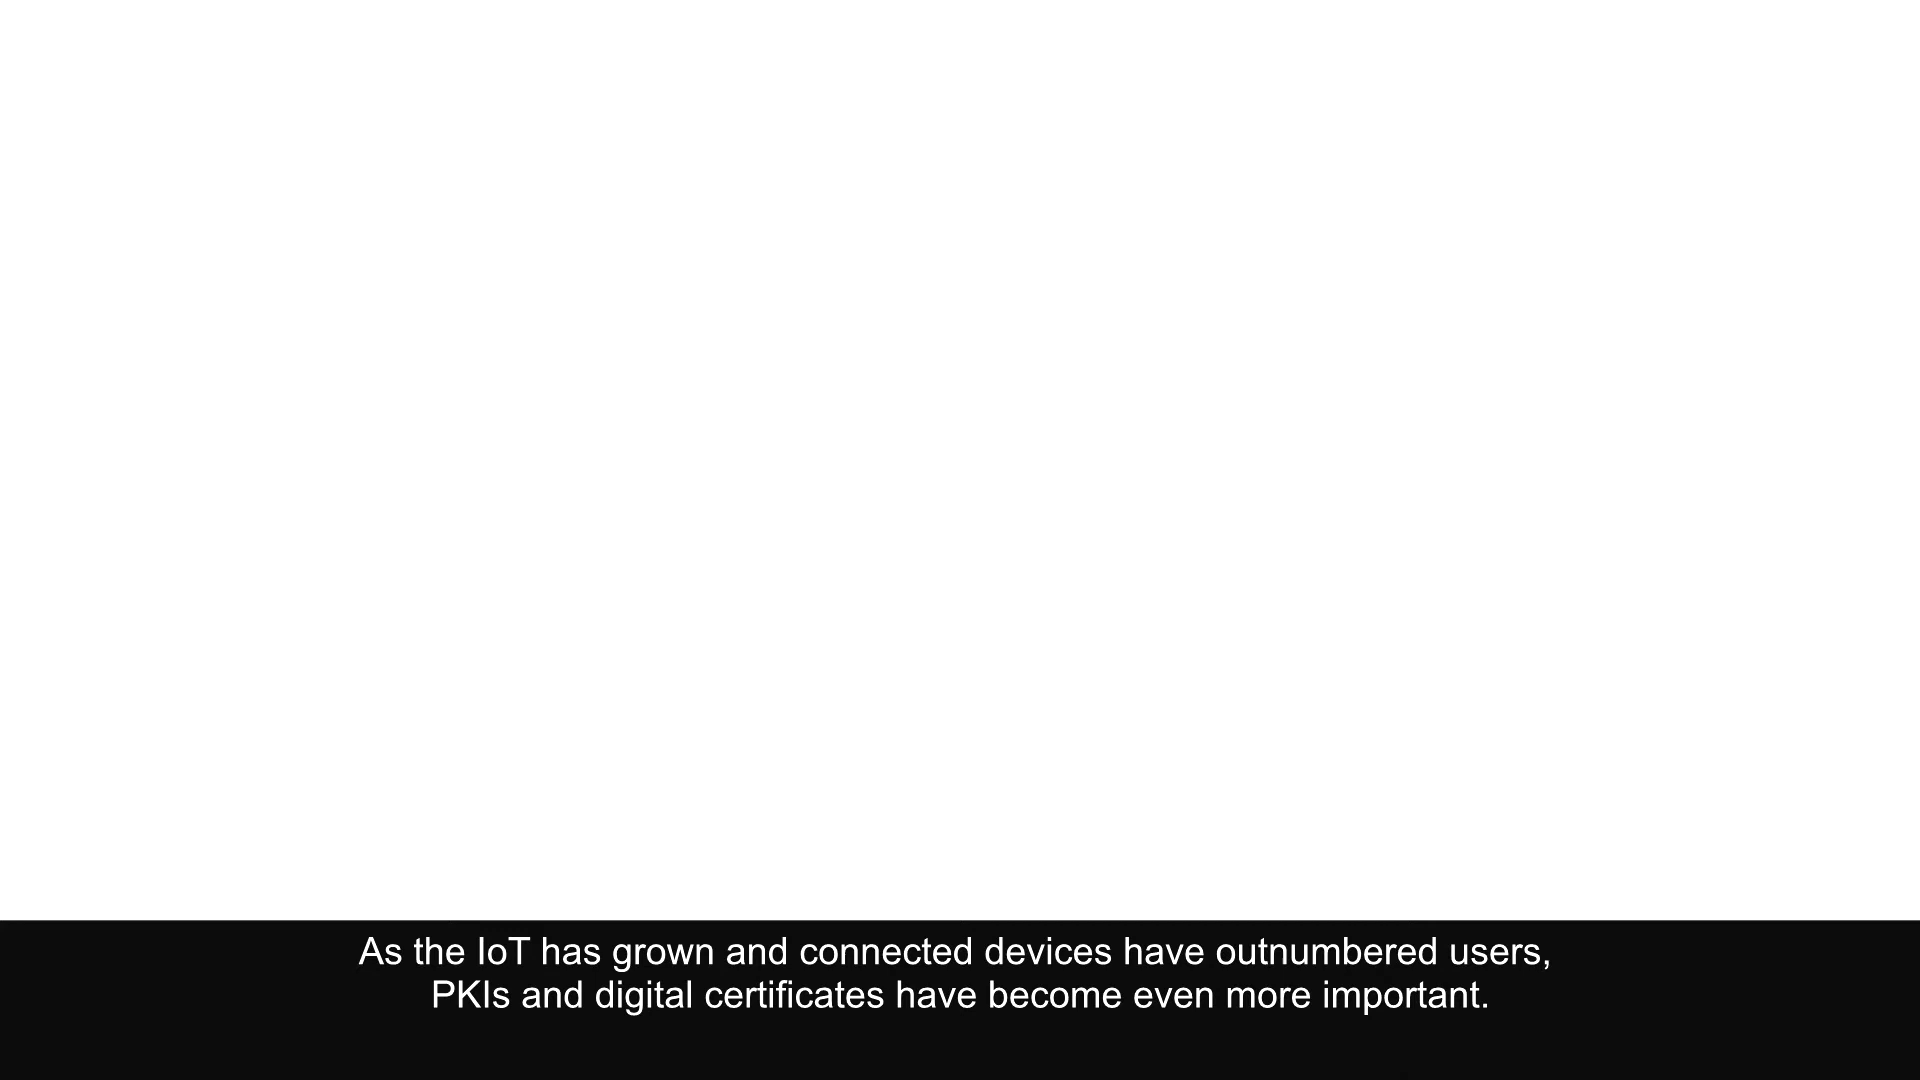 As the IoT has grown and connected devices have outnumbered users,
PKIs and digital certificates have become even more important.